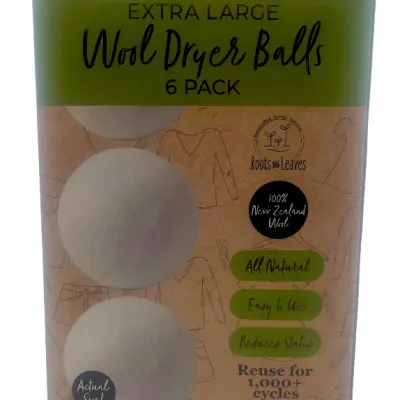 EXTRA LARGE
Wool Dryer Balls
6 PACK
Roots to Leaves
100%
New Zealand
Wool
All Natural
Easy to Use
Reduces Static
Reuse for
1,000+
cycles
Actual
Size!